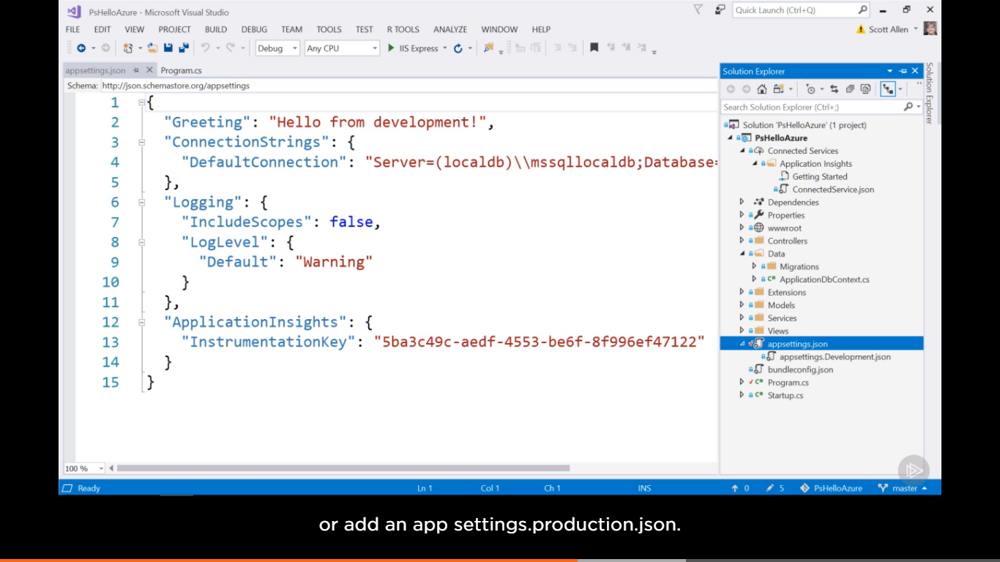 PsHelloAzure - Microsoft Visual Studio
Quick Launch (Ctrl+Q)
FILE EDIT VIEW PROJECT BUILD DEBUG TEAM TOOLS TEST R TOOLS ANALYZE WINDOW HELP
Scott Allen
Debug Any CPU IIS Express
appsettings.json Program.cs
Schema: http://json.schemastore.org/appsettings
1 {
2 "Greeting": "Hello from development!",
3 "ConnectionStrings": {
4 "DefaultConnection": "Server=(localdb)\\mssqllocaldb;Database=
5 },
6 "Logging": {
7 "IncludeScopes": false,
8 "LogLevel": {
9 "Default": "Warning"
10 }
11 },
12 "ApplicationInsights": {
13 "InstrumentationKey": "5ba3c49c-aedf-4553-be6f-8f996ef47122"
14 }
15 }
100 %
Solution Explorer
Search Solution Explorer (Ctrl+;)
Solution 'PsHelloAzure' (1 project)
PsHelloAzure
Connected Services
Application Insights
Getting Started
ConnectedService.json
Dependencies
Properties
wwwroot
Controllers
Data
Migrations
ApplicationDbContext.cs
Extensions
Models
Services
Views
appsettings.json
appsettings.Development.json
bundleconfig.json
Program.cs
Startup.cs
Solution Explorer
Ready Ln 1 Col 1 Ch 1 INS 0 5 PsHelloAzure master
or add an app settings.production.json.